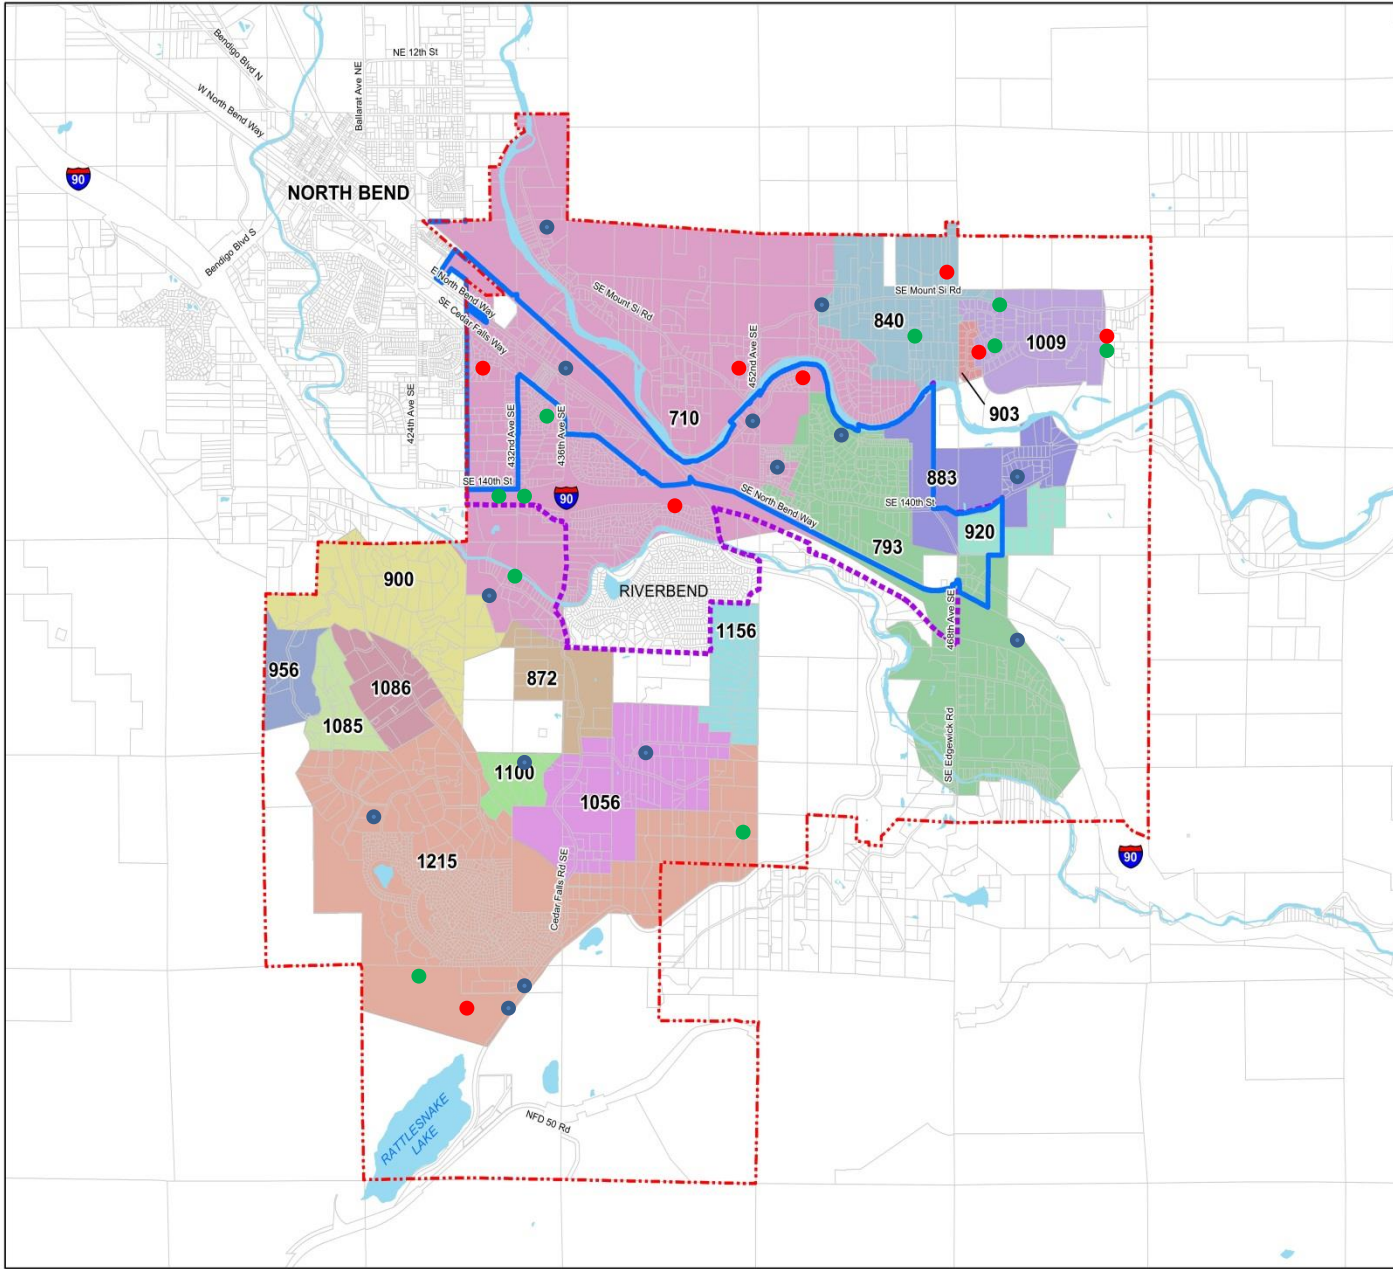 Bendigo Blvd N
NE 12th St
Ballarat Ave NE
W North Bend Way
90
NORTH BEND
Bendigo Blvd S
E North Bend Way
SE Cedar Falls Way
SE Mount Si Rd
SE Mount Si Rd
840
1009
452nd Ave SE
903
424th Ave SE
432nd Ave SE
436th Ave SE
710
SE 140th St
90
883
SE 140th St
SE North Bend Way
920
793
900
RIVERBEND
468th Ave SE
1156
956
1086
872
1085
SE Edgewick Rd
1100
1056
1215
90
Cedar Falls Rd SE
RATTLESNAKE
LAKE
NFD 50 Rd